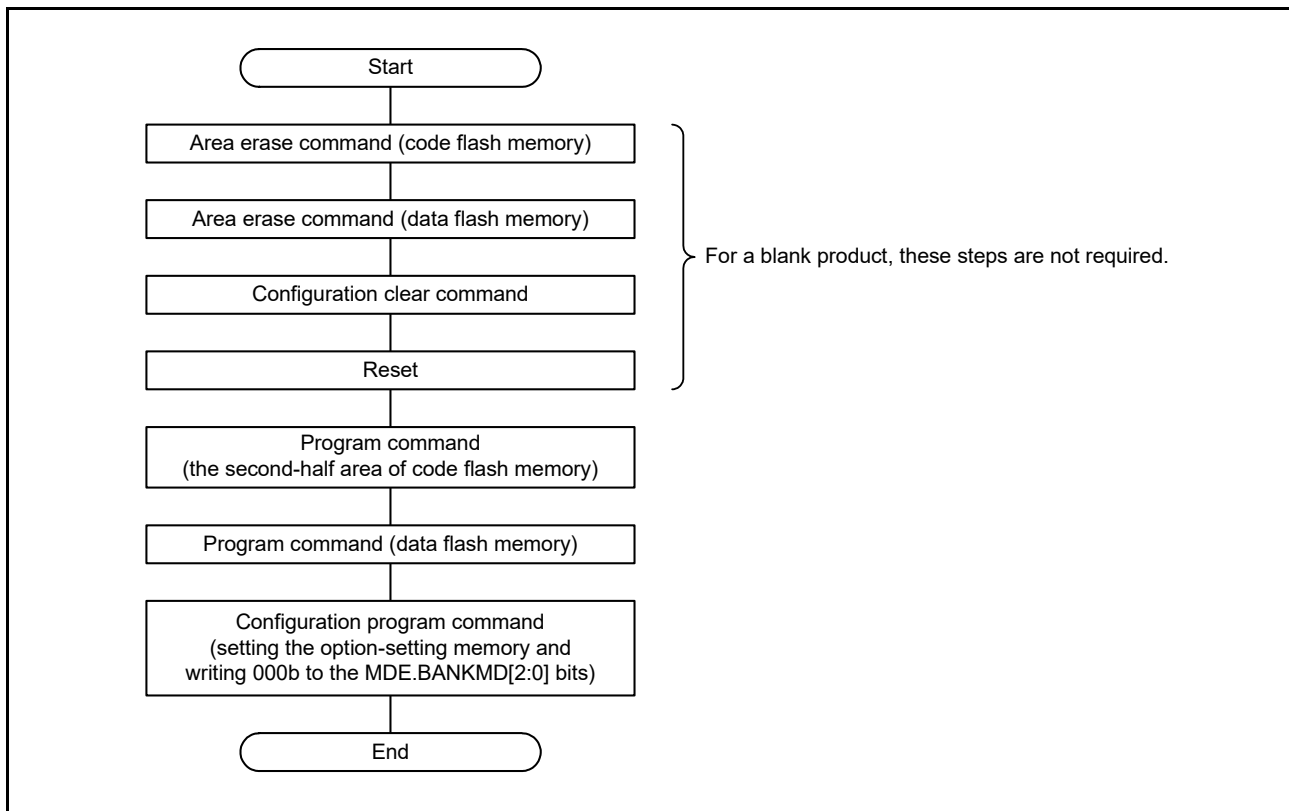 Start
Area erase command (code flash memory)
Area erase command (data flash memory)
For a blank product, these steps are not required.
Configuration clear command
Reset
Program command
(the second-half area of code flash memory)
Program command (data flash memory)
Configuration program command
(setting the option-setting memory and
writing 000b to the MDE.BANKMD[2:0] bits)
End